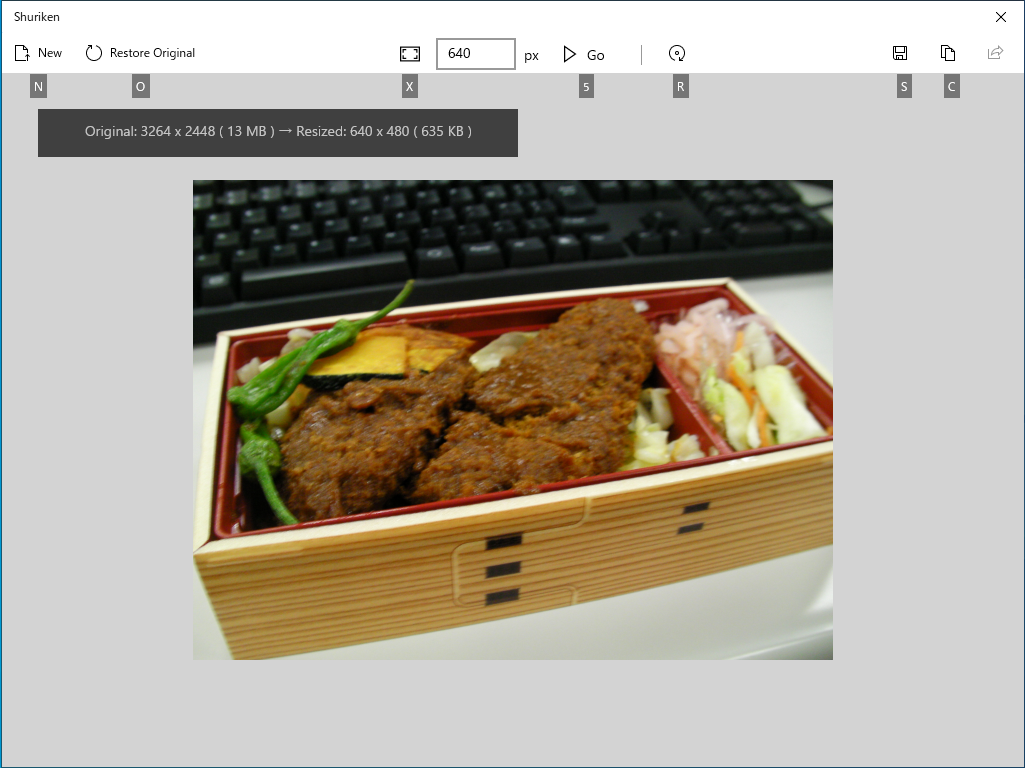 Shuriken
New Restore Original 640 px Go
N O X 5 R S C
Original: 3264 x 2448 ( 13 MB ) → Resized: 640 x 480 ( 635 KB )